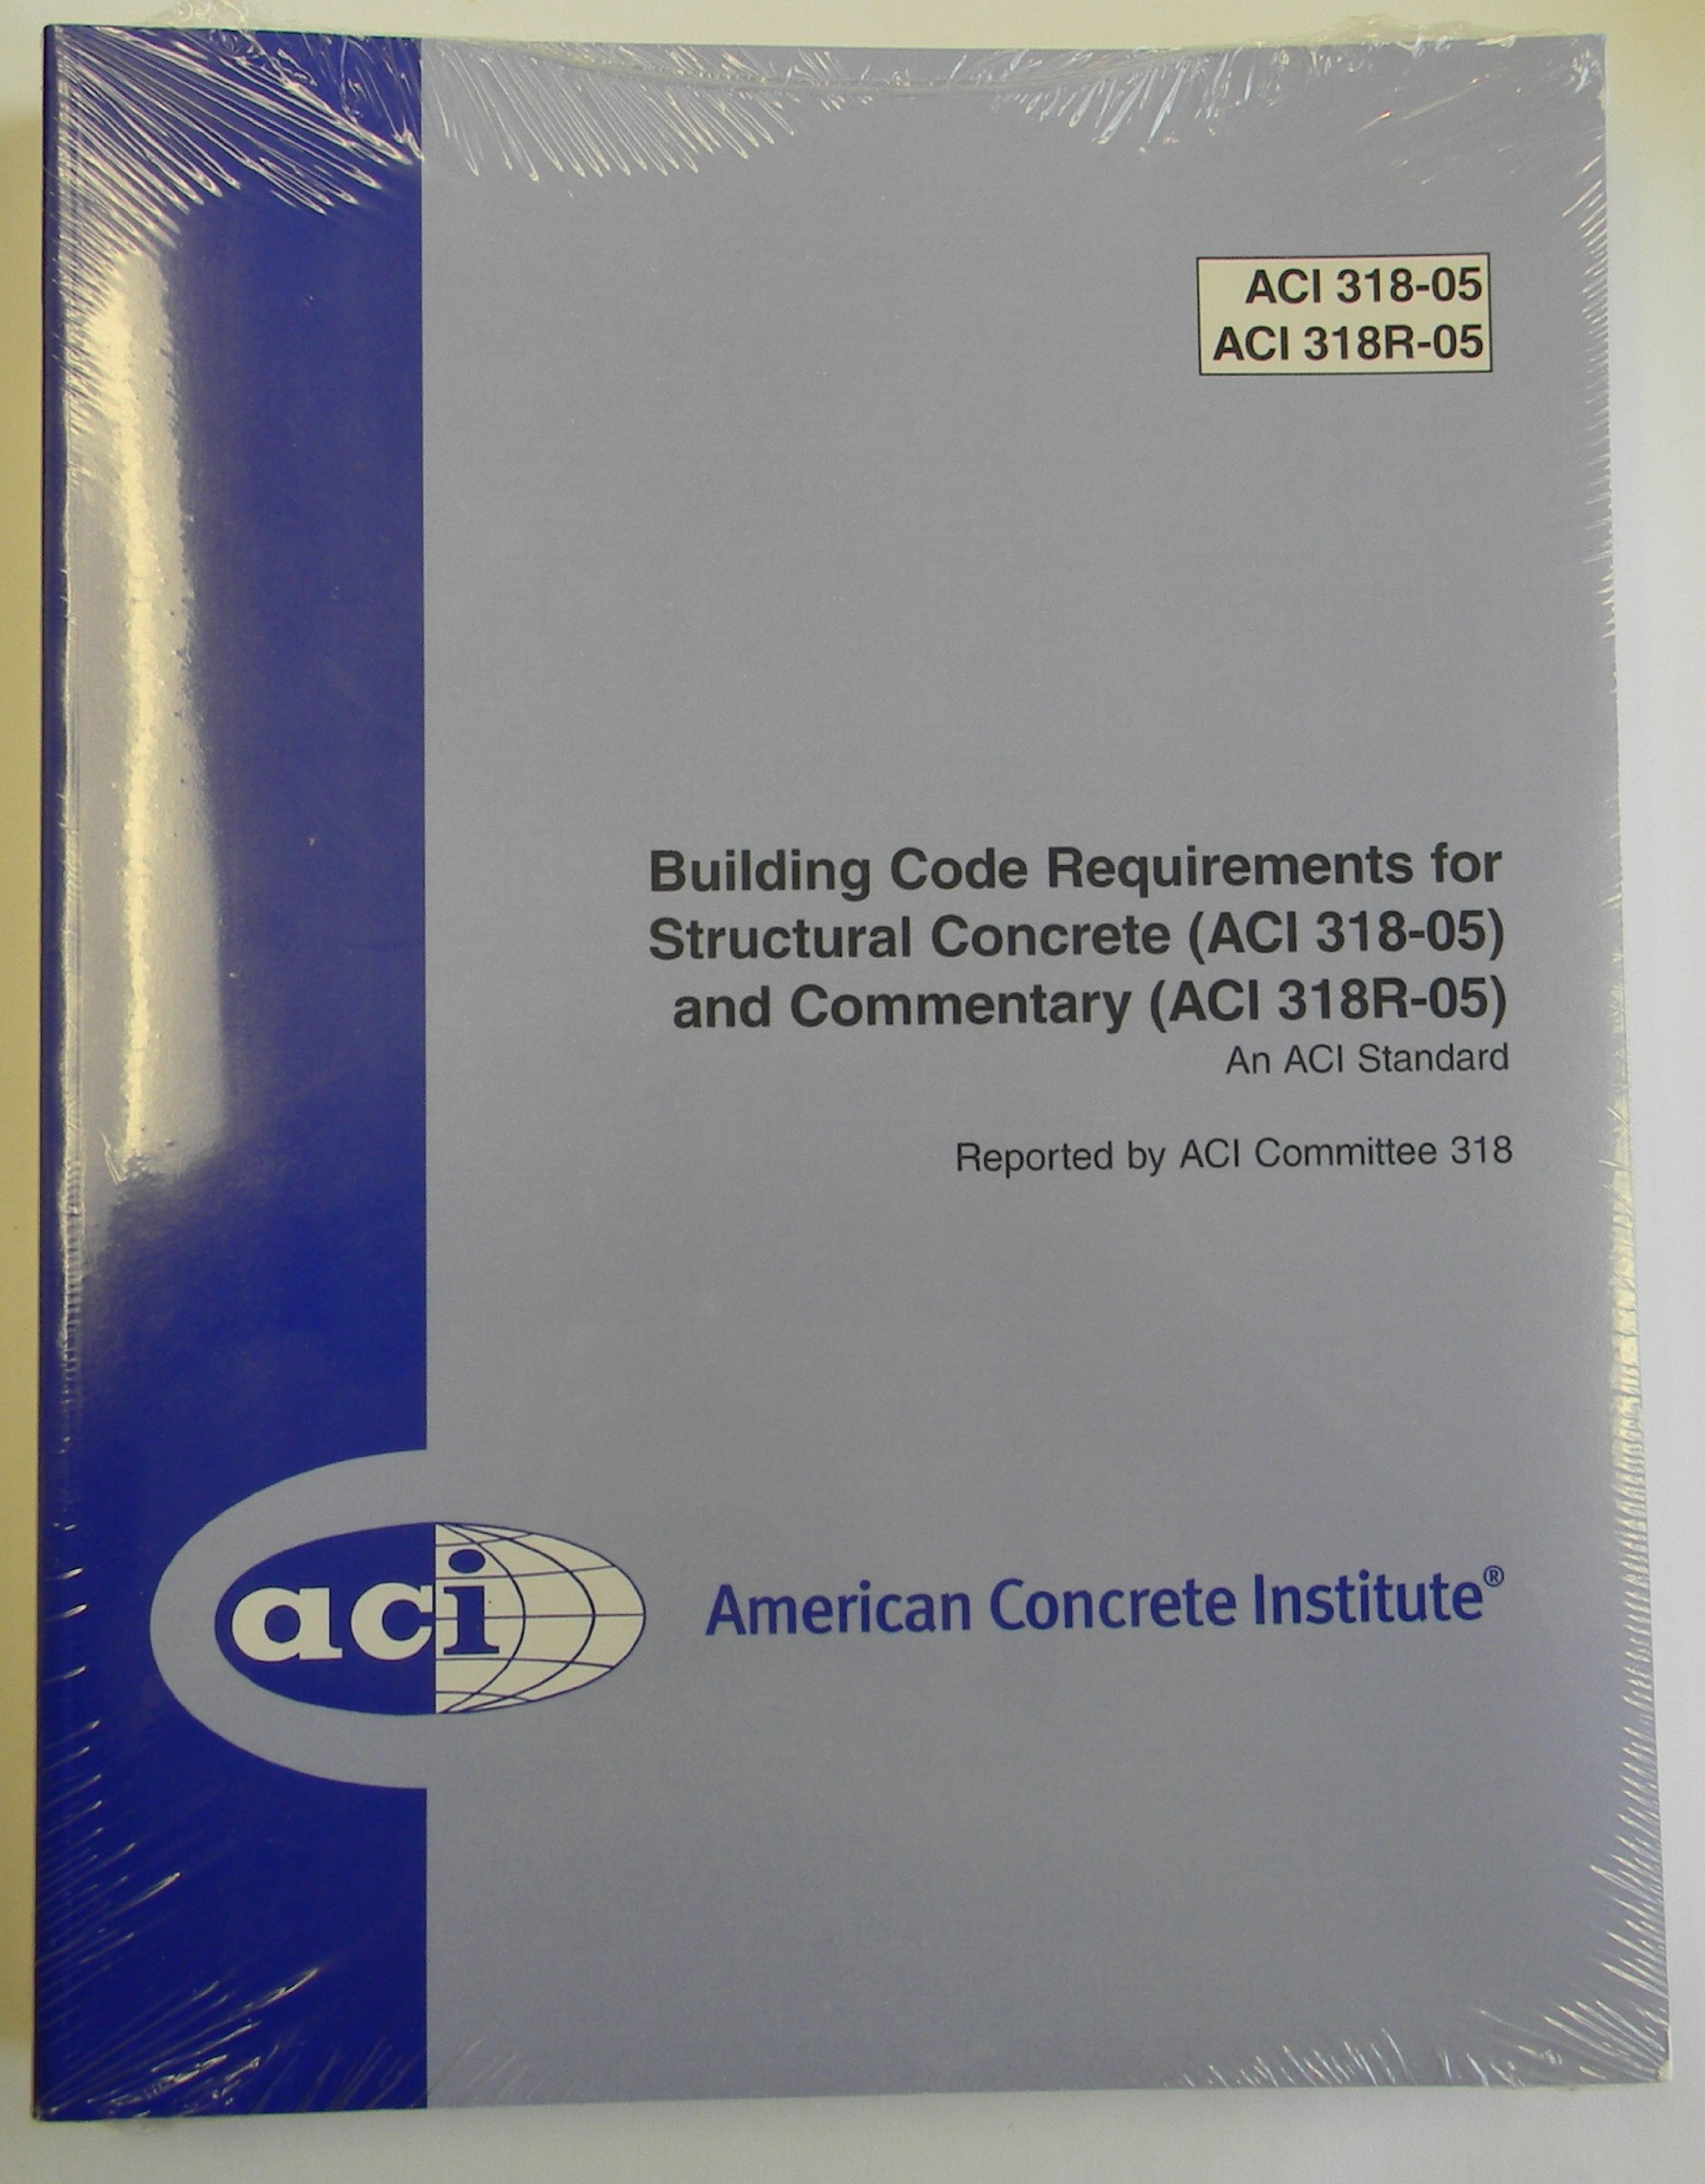 ACI 318-05
ACI 318R-05
Building Code Requirements for
Structural Concrete (ACI 318-05)
and Commentary (ACI 318R-05)
An ACI Standard
Reported by ACI Committee 318
aci
American Concrete Institute®